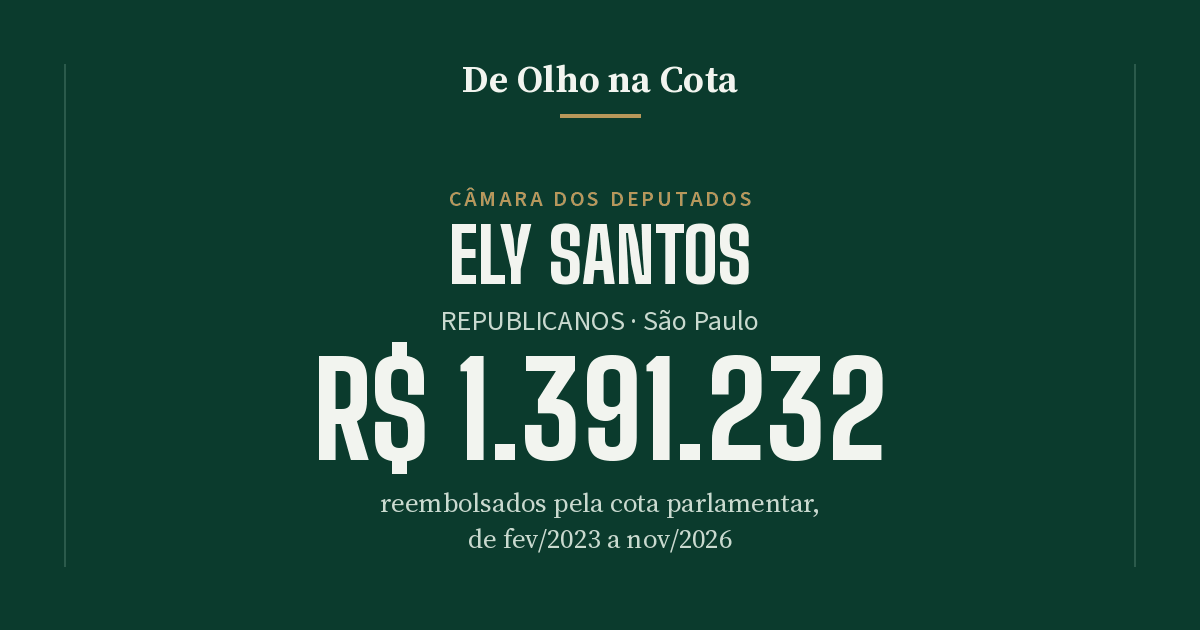 De Olho na Cota
CÂMARA DOS DEPUTADOS
ELY SANTOS
REPUBLICANOS · São Paulo
R$ 1.391.232
reembolsados pela cota parlamentar,
de fev/2023 a nov/2026